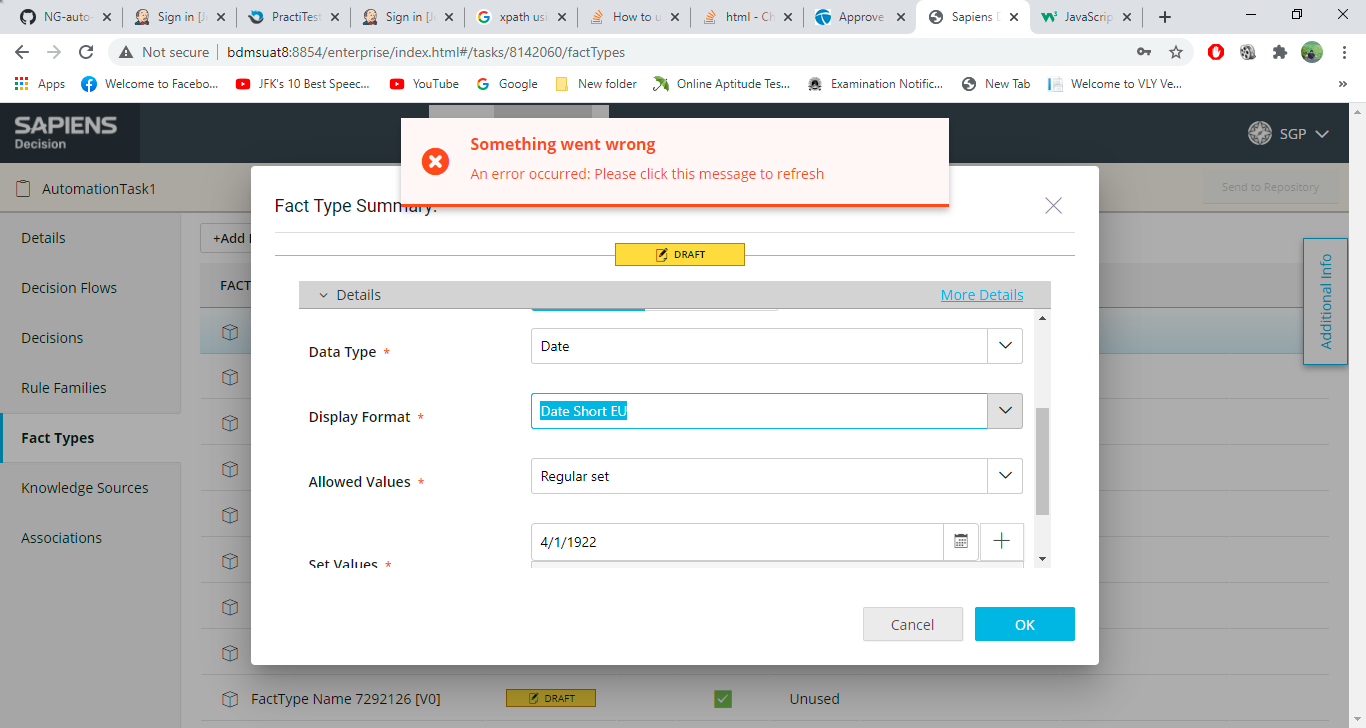 NG-auto-
Sign in [J
PractiTest
Sign in [J
xpath usi
How to u
html - Ch
Approve
Sapiens D
JavaScrip
Not secure
bdmsuat8:8854/enterprise/index.html#/tasks/8142060/factTypes
Apps
Welcome to Facebo...
JFK's 10 Best Speec...
YouTube
Google
New folder
Online Aptitude Tes...
Examination Notific...
New Tab
Welcome to VLY We...
SAPIENS
Decision
SGP
Something went wrong
An error occurred: Please click this message to refresh
AutomationTask1
Send to Repository
Fact Type Summary:
Details
Decision Flows
Decisions
Rule Families
Fact Types
Knowledge Sources
Associations
+Add
FACT
DRAFT
Details
More Details
Data Type *
Date
Display Format *
Date Short EU
Allowed Values *
Regular set
Set Values *
4/1/1922
Cancel
OK
Additional Info
FactType Name 7292126 [V0]
DRAFT
Unused